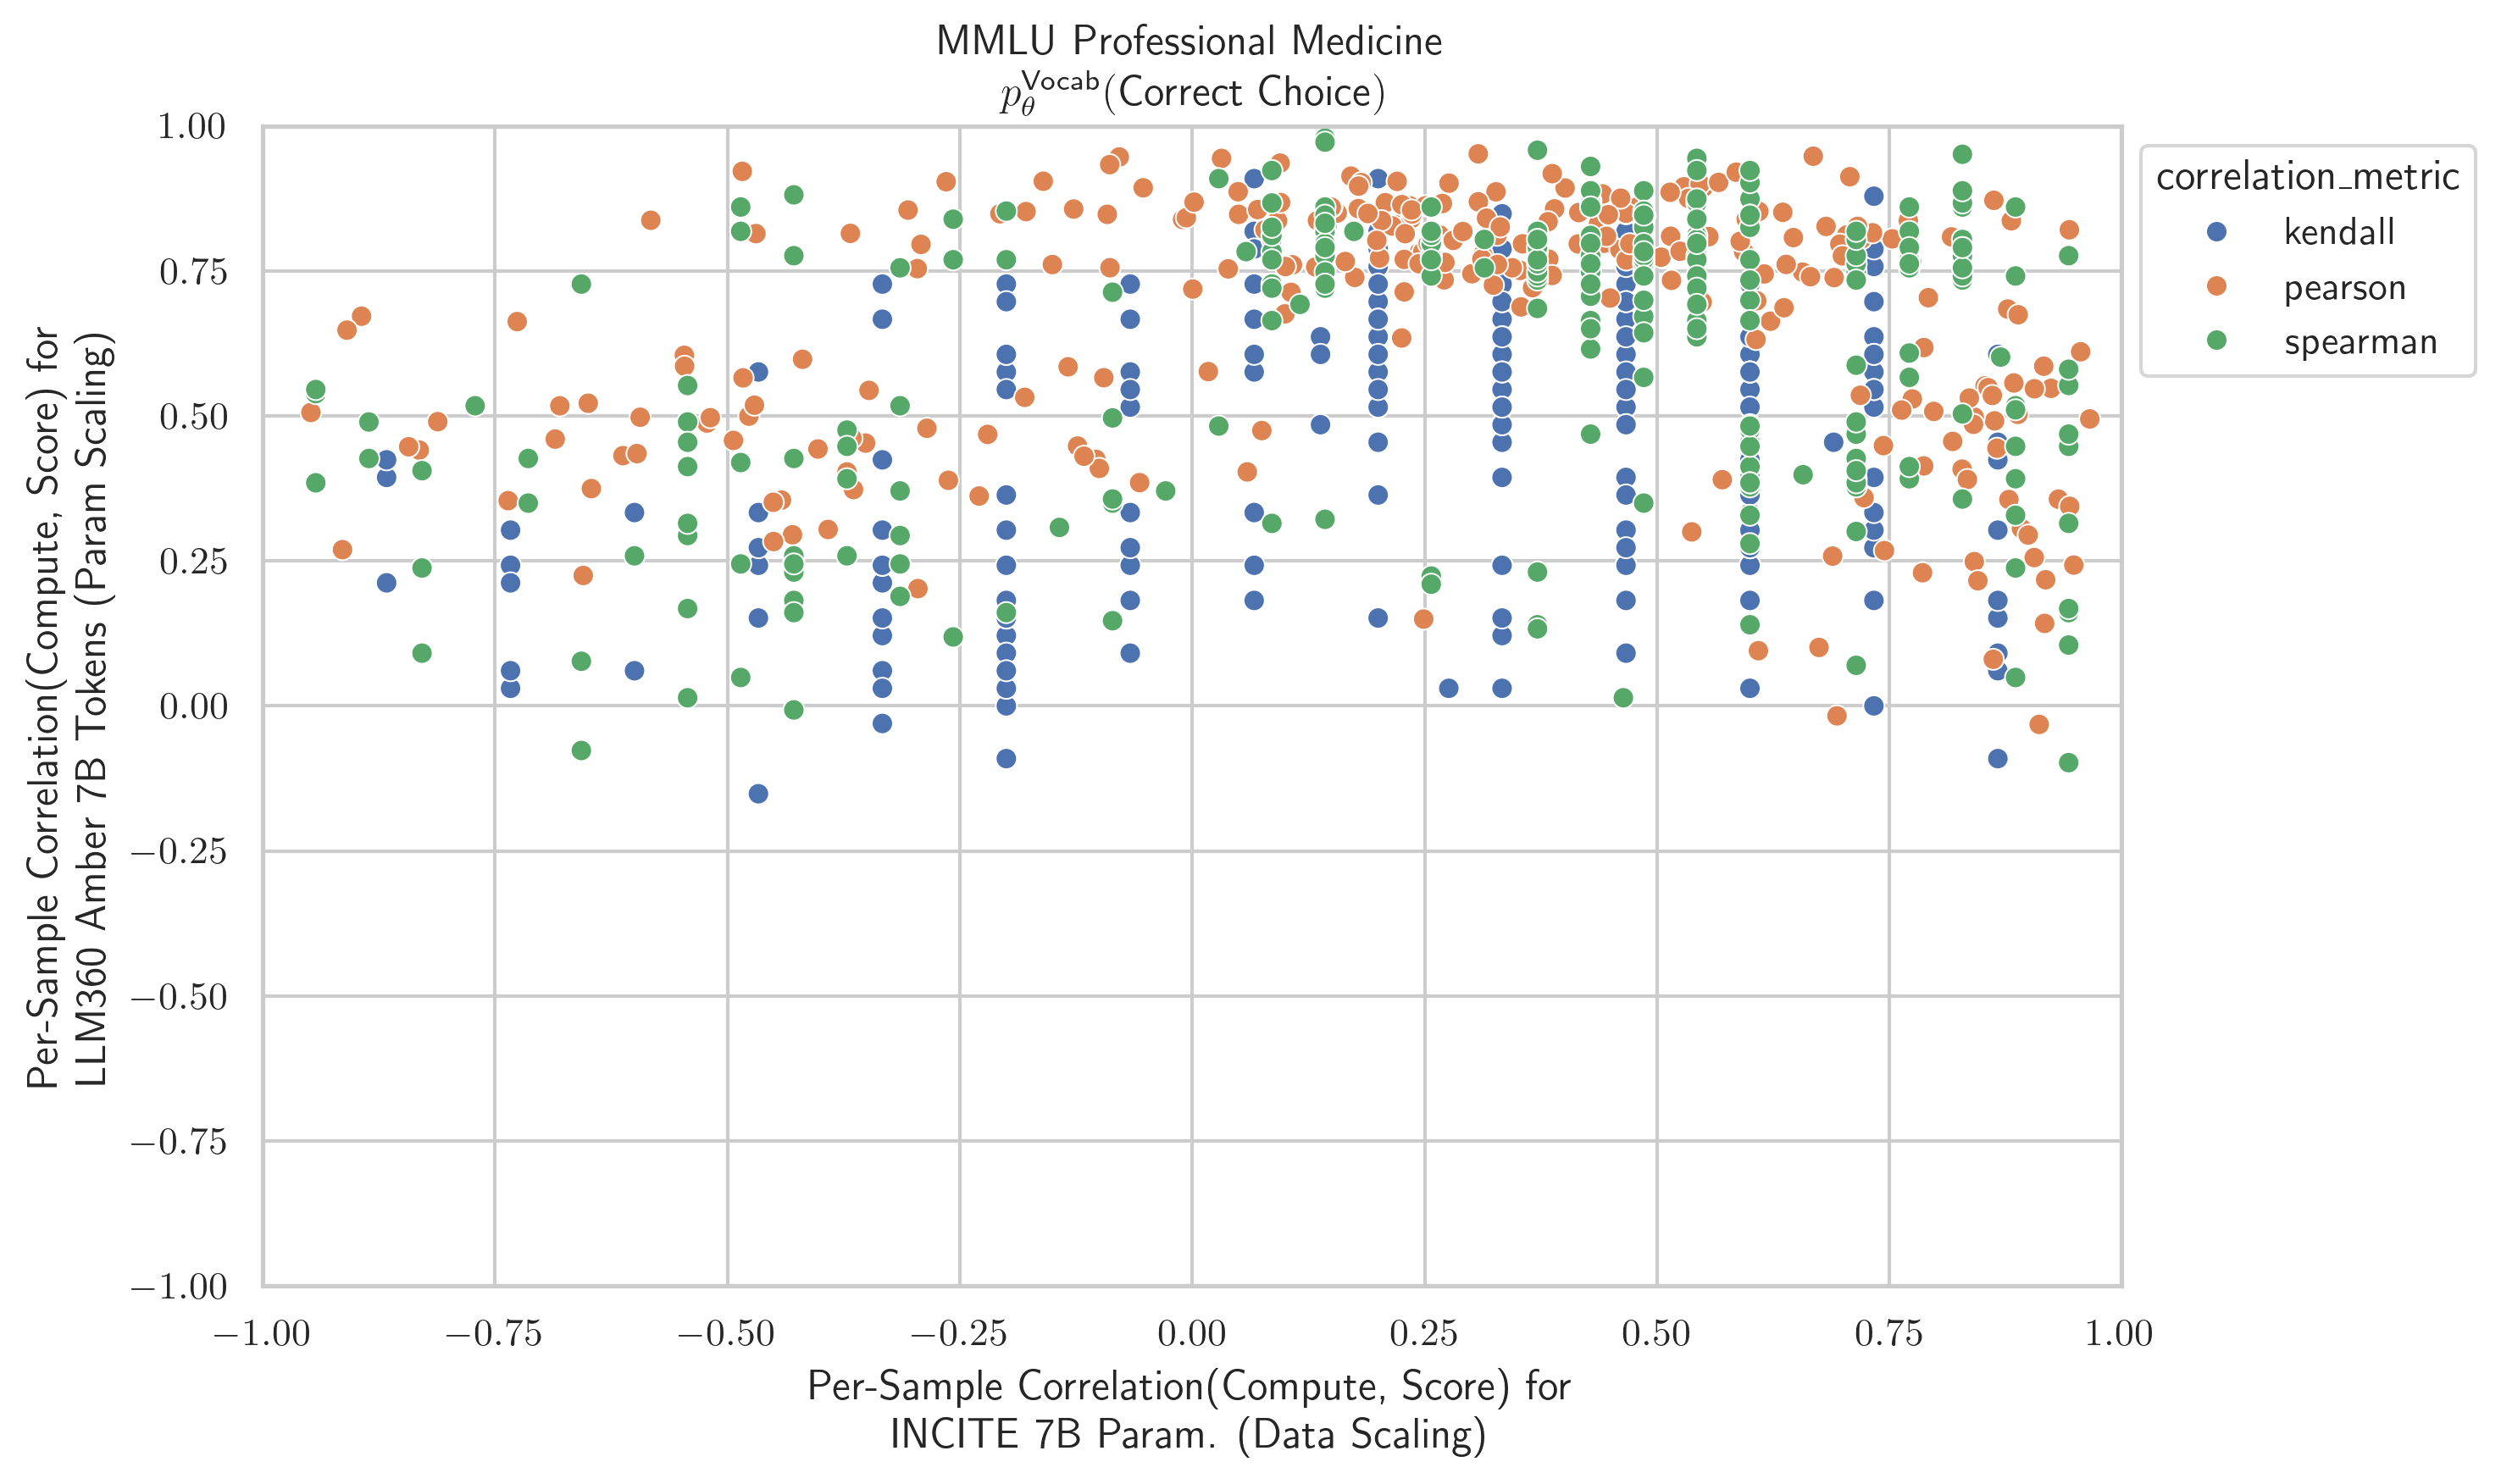 MMLU Professional Medicine
p_θ^Vocab(Correct Choice)
1.00
0.75
0.50
0.25
0.00
−0.25
−0.50
−0.75
−1.00
Per-Sample Correlation(Compute, Score) for
LLM360 Amber 7B Tokens (Param Scaling)
correlation_metric
kendall
pearson
spearman
−1.00 −0.75 −0.50 −0.25 0.00 0.25 0.50 0.75 1.00
Per-Sample Correlation(Compute, Score) for
INCITE 7B Param. (Data Scaling)